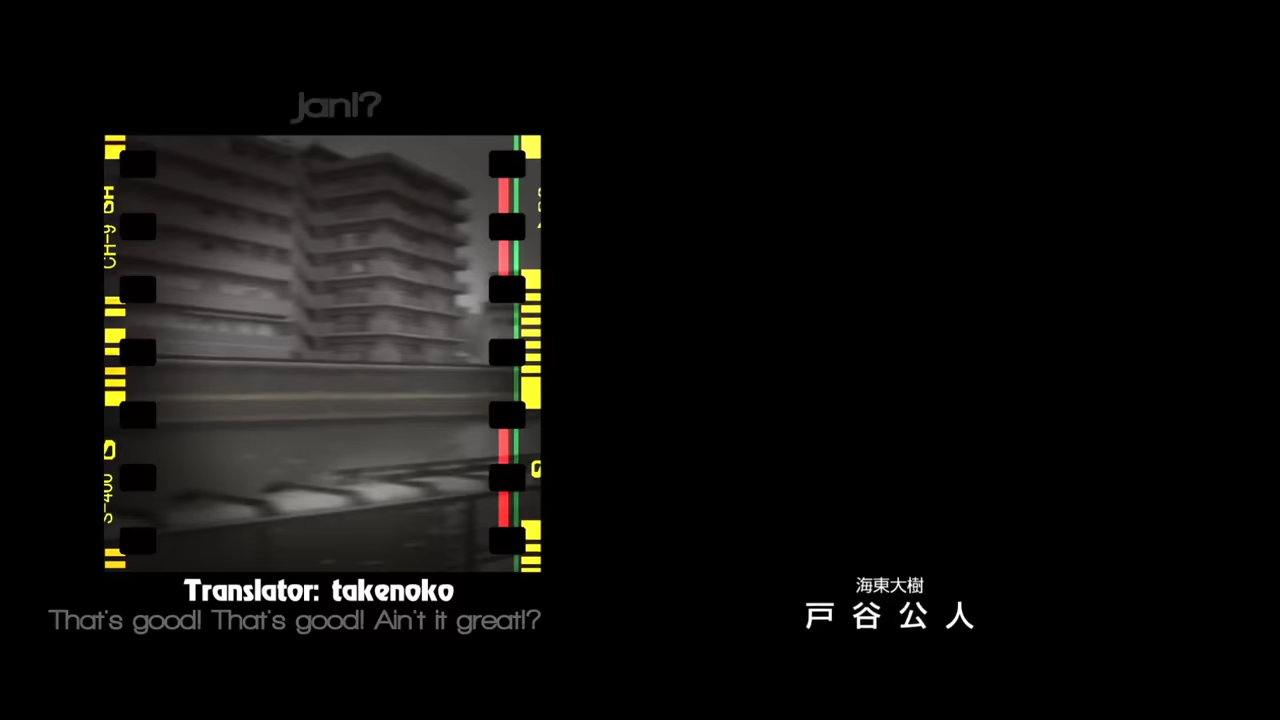 Jan!?
Translator: takenoko
That's good! That's good! Ain't it great!?
海東大樹
戸谷公人